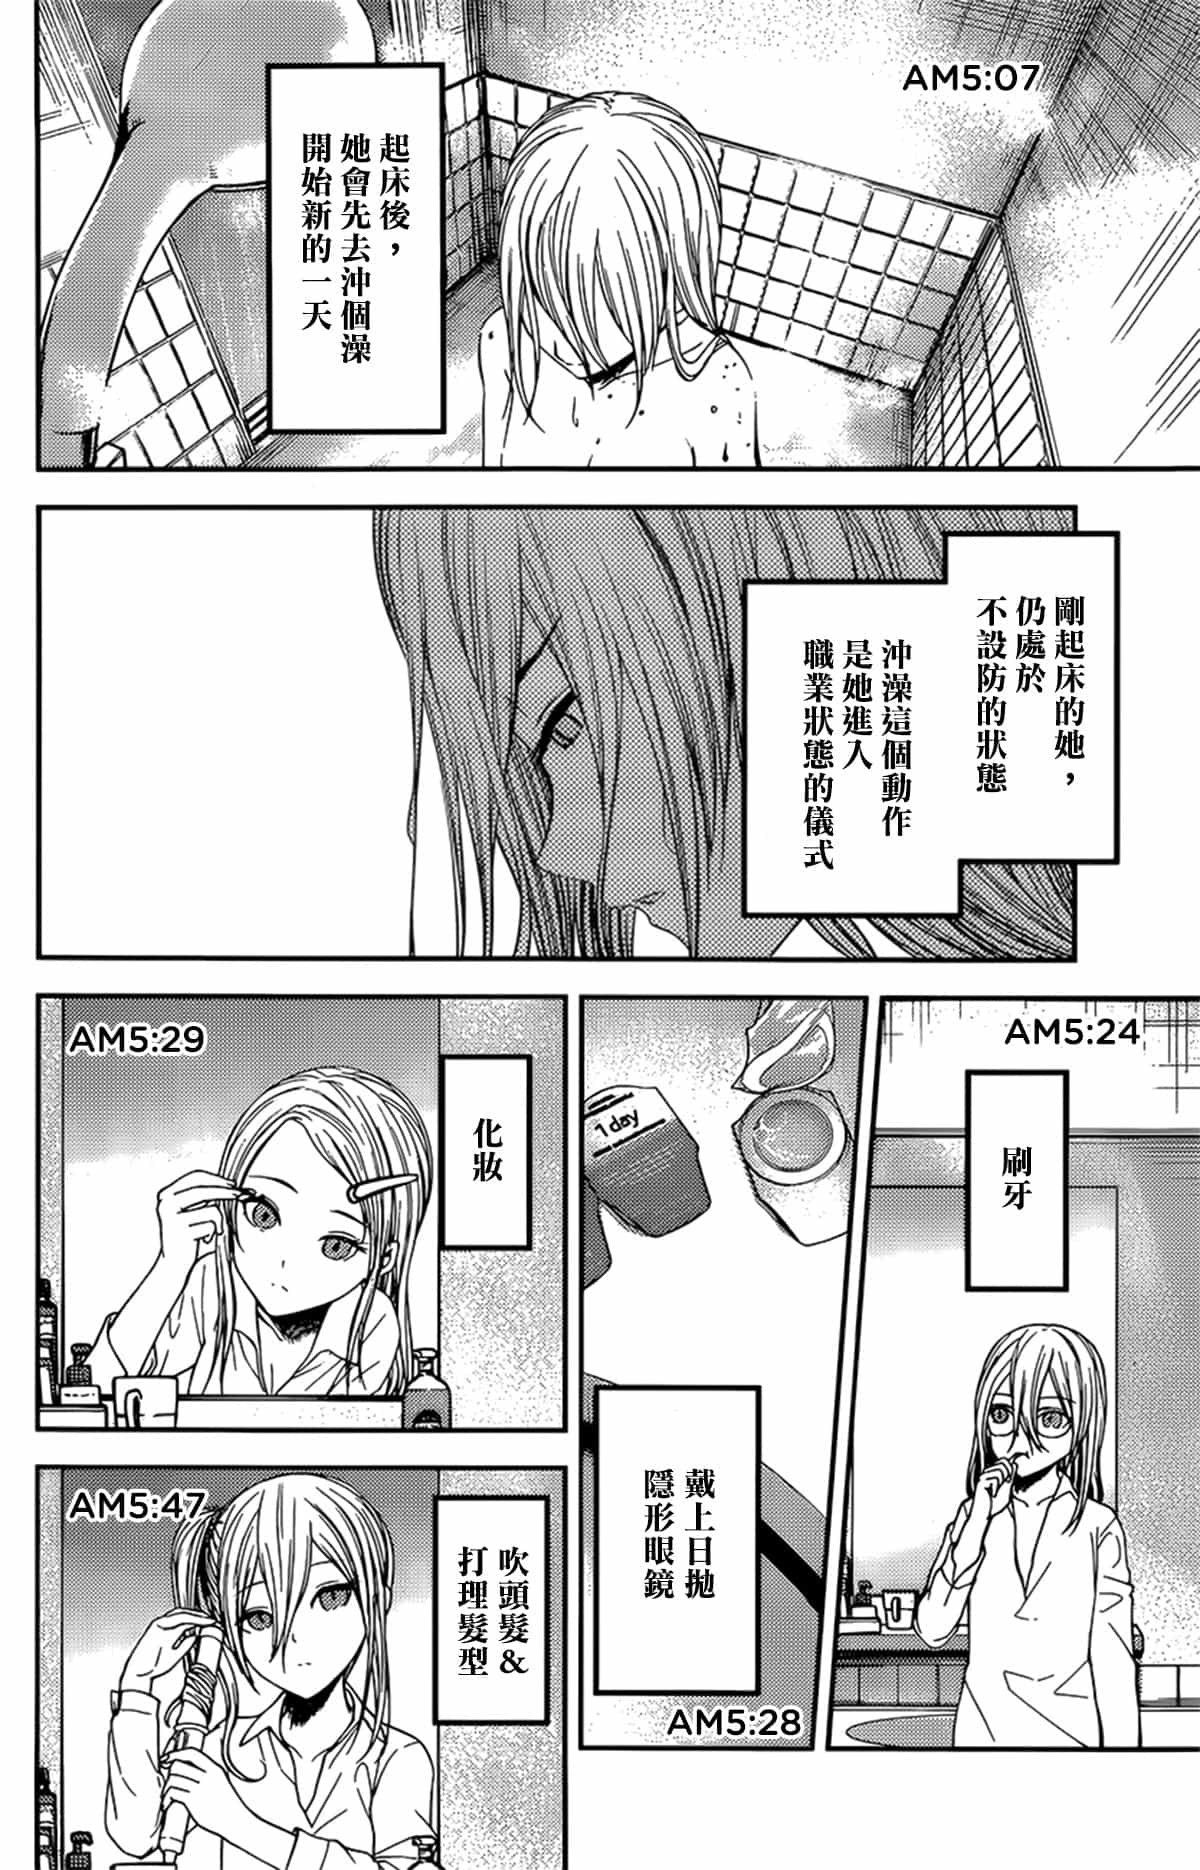 AM5:07
起床後，
她會先去沖個澡
開始新的一天
剛起床的她，
仍處於
不設防的狀態
沖澡這個動作
是她進入
職業狀態的儀式
AM5:24
刷牙
1day
戴上日拋
隱形眼鏡
AM5:28
AM5:29
化妝
AM5:47
吹頭髮&
打理髮型